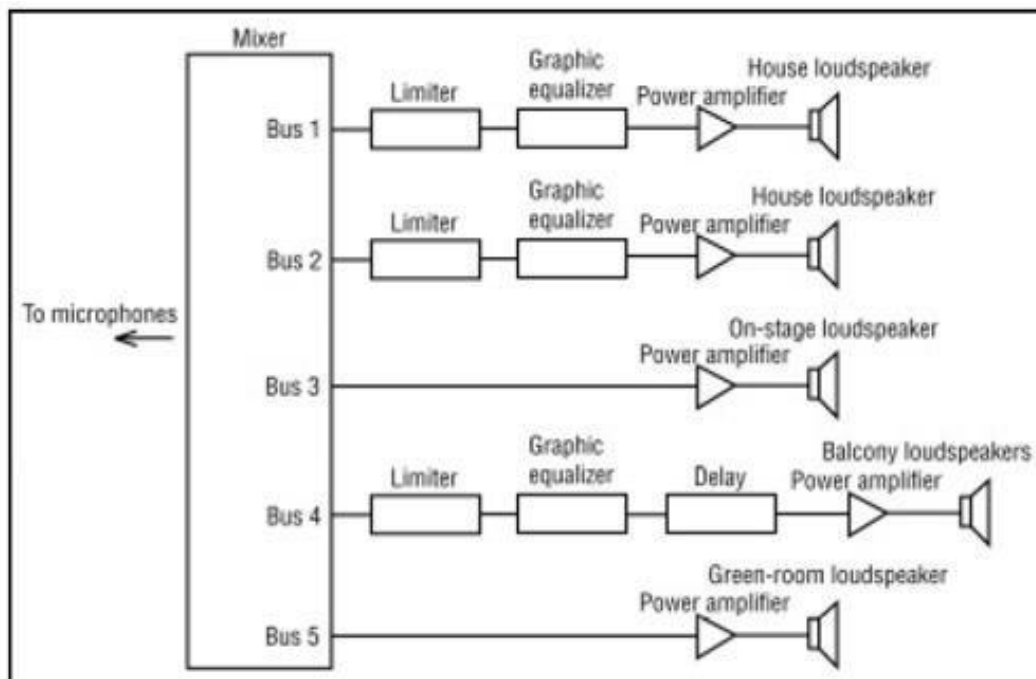 Mixer
Bus 1
Limiter
Graphic
equalizer
Power amplifier
House loudspeaker
Bus 2
Limiter
Graphic
equalizer
Power amplifier
House loudspeaker
To microphones
Bus 3
Power amplifier
On-stage loudspeaker
Bus 4
Limiter
Graphic
equalizer
Delay
Power amplifier
Balcony loudspeakers
Bus 5
Power amplifier
Green-room loudspeaker